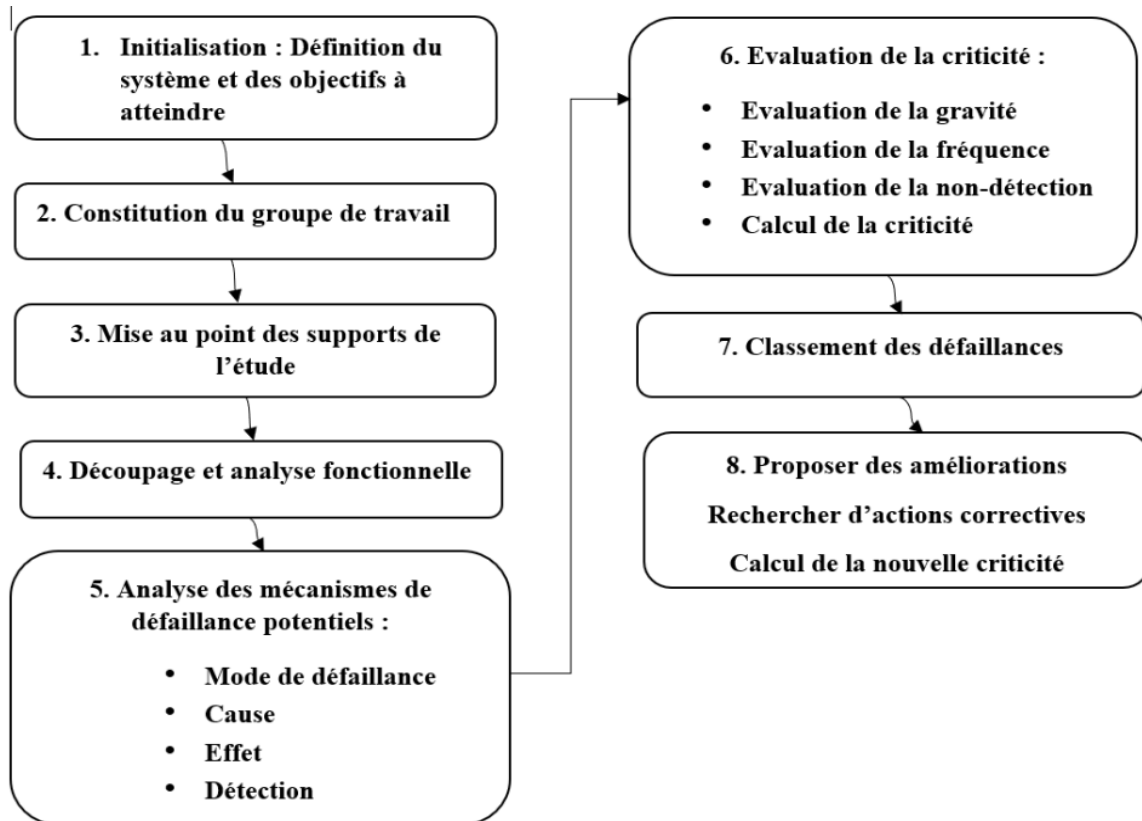 1. Initialisation : Définition du
système et des objectifs à
atteindre
2. Constitution du groupe de travail
3. Mise au point des supports de
l’étude
4. Découpage et analyse fonctionnelle
5. Analyse des mécanismes de
défaillance potentiels :
• Mode de défaillance
• Cause
• Effet
• Détection
6. Evaluation de la criticité :
• Evaluation de la gravité
• Evaluation de la fréquence
• Evaluation de la non-détection
• Calcul de la criticité
7. Classement des défaillances
8. Proposer des améliorations
Rechercher d’actions correctives
Calcul de la nouvelle criticité